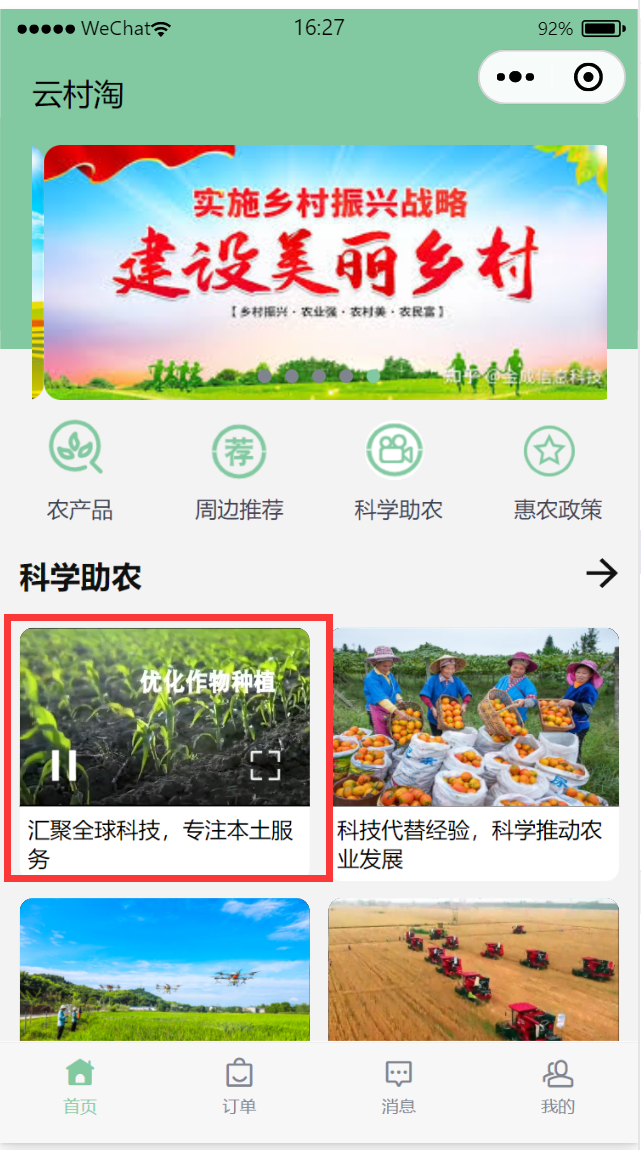 WeChat 16:27 92%
云村淘
实施乡村振兴战略
建设美丽乡村
【乡村振兴·农业强·农村美·农民富】
知乎 @金威信息科技
荐
农产品 周边推荐 科学助农 惠农政策
科学助农
优化作物种植
汇聚全球科技，专注本土服
务
科技代替经验，科学推动农
业发展
首页 订单 消息 我的